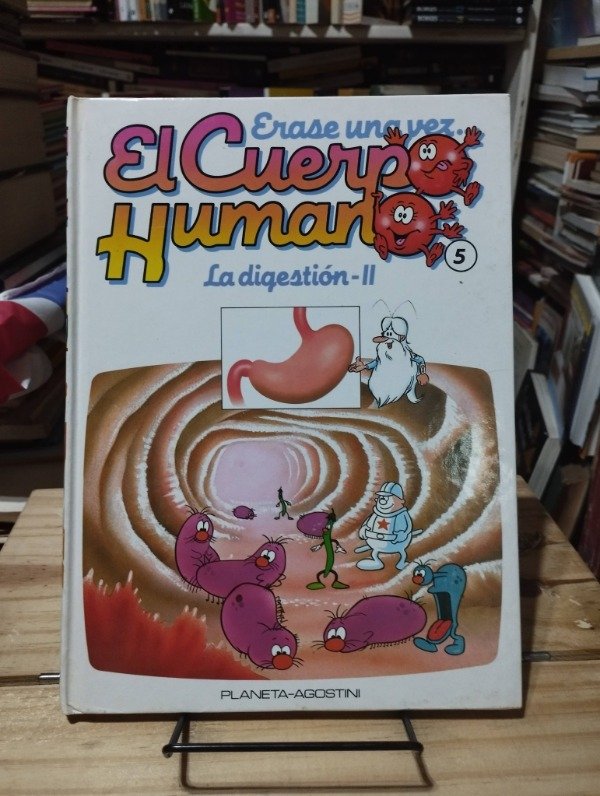 Erase una vez...
El Cuerpo
Humano
5
La digestión-II
PLANETA-AGOSTINI